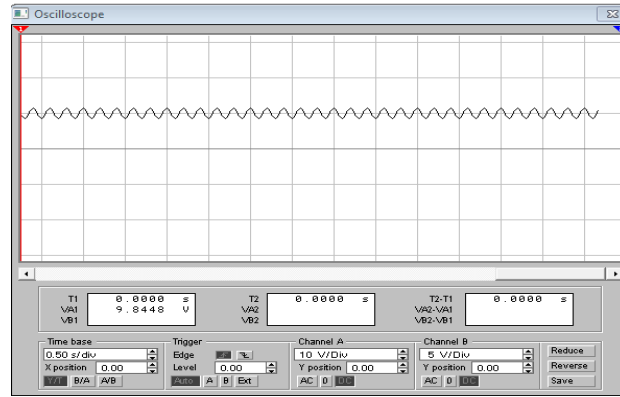 Oscilloscope
1
T1 0.0000 s T2 0.0000 s T2-T1 0.0000 s
VA1 9.8448 V VA2 VA2-VA1
VB1 VB2 VB2-VB1
Time base Trigger Channel A Channel B
0.50 s/div Edge 10 V/Div 5 V/Div Reduce
X position 0.00 Level 0.00 Y position 0.00 Y position 0.00 Reverse
Y/T B/A A/B Auto A B Ext AC 0 DC AC 0 DC Save